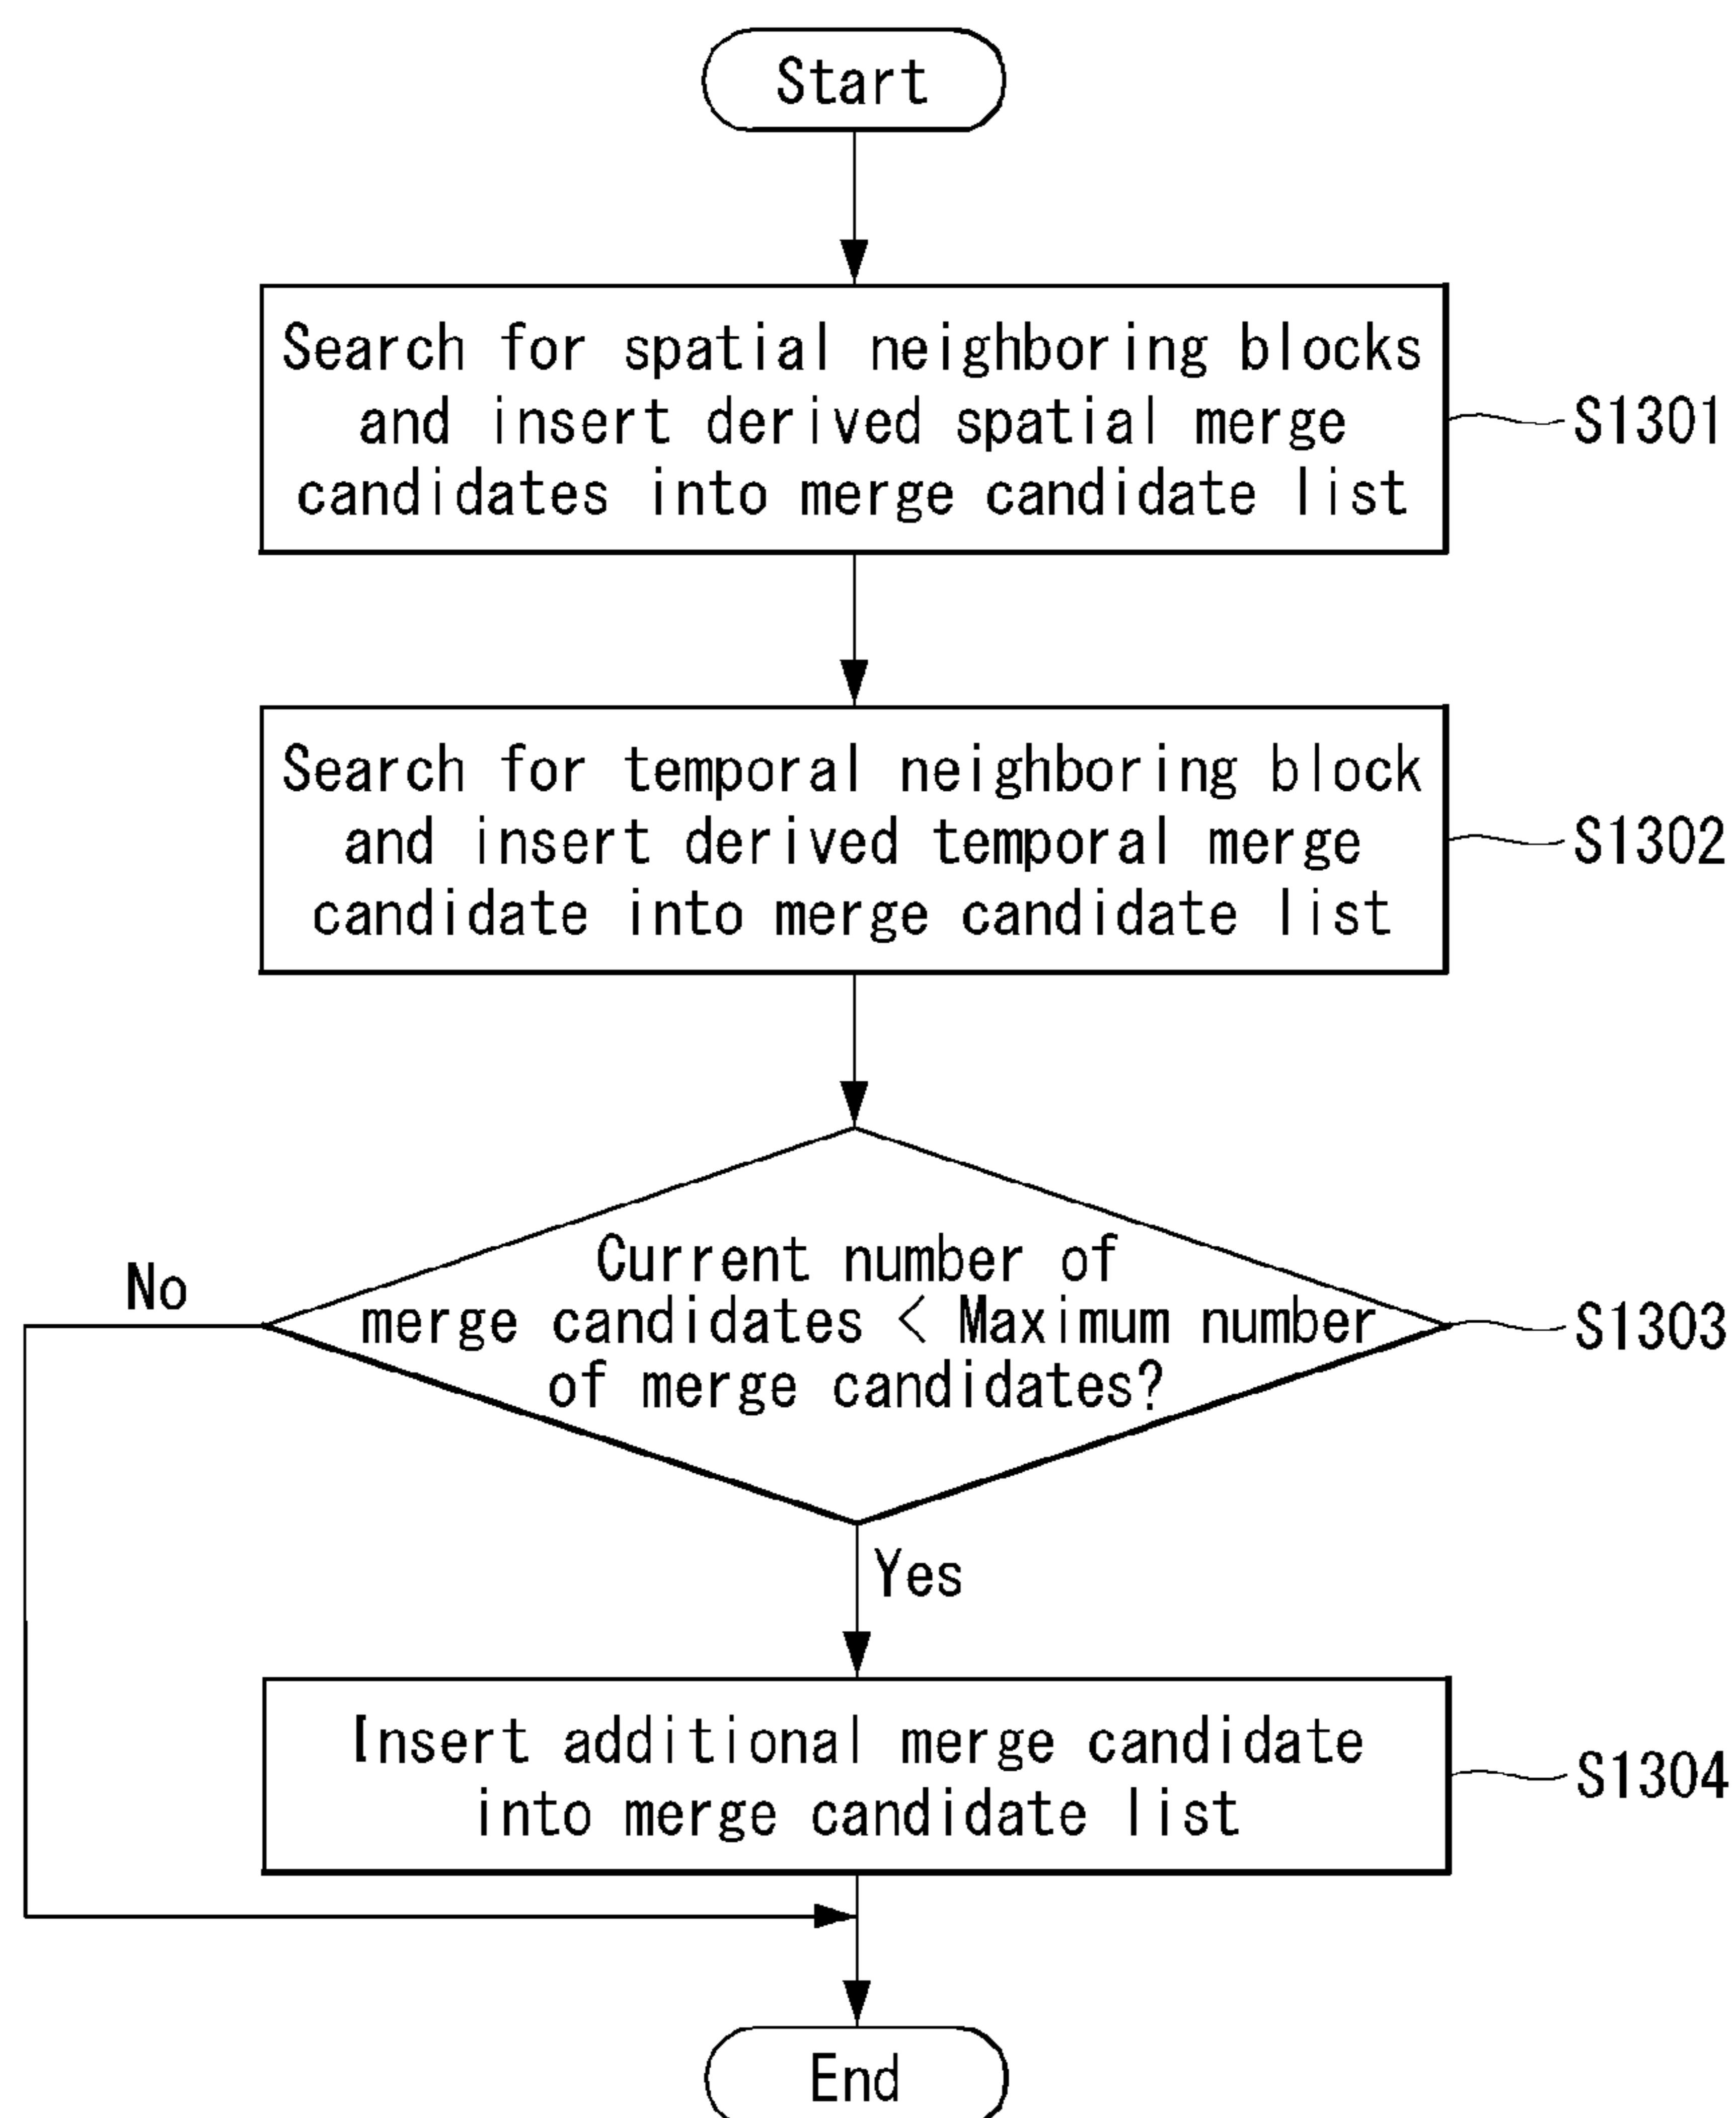 Start
Search for spatial neighboring blocks
and insert derived spatial merge
candidates into merge candidate list
S1301
Search for temporal neighboring block
and insert derived temporal merge
candidate into merge candidate list
S1302
Current number of
merge candidates < Maximum number
of merge candidates?
S1303
No
Yes
Insert additional merge candidate
into merge candidate list
S1304
End